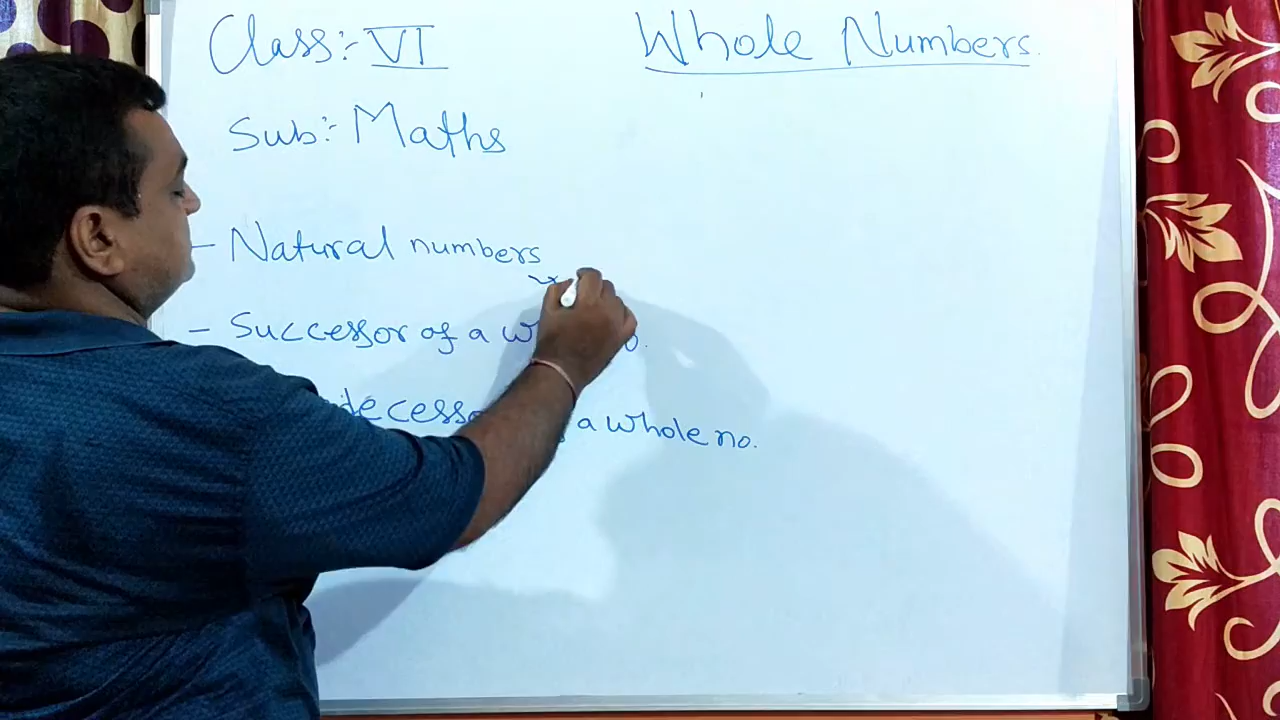 Class:- VI
Whole Numbers.
Sub:- Maths
- Natural numbers
- Successor of a
a whole no.